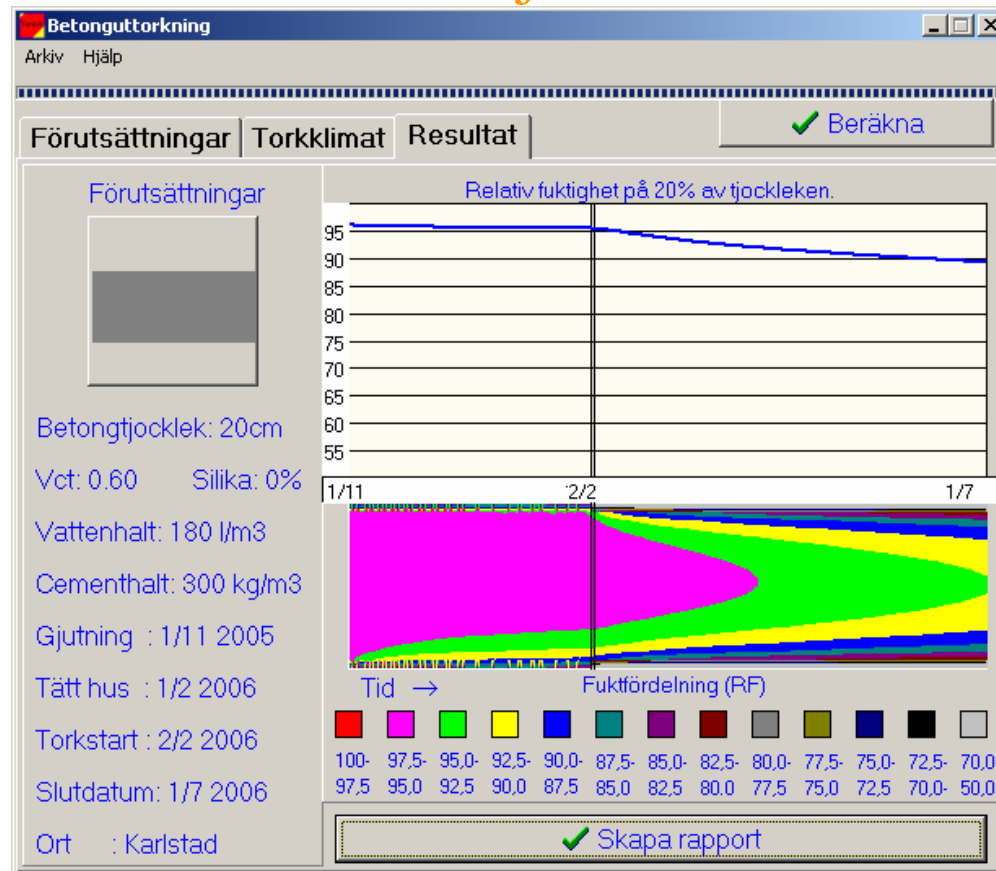 Betonguttorkning
Arkiv Hjälp
Förutsättningar Torkklimat Resultat
Beräkna
Förutsättningar
Betongtjocklek: 20cm
Vct: 0.60 Silika: 0%
Vattenhalt: 180 l/m3
Cementhalt: 300 kg/m3
Gjutning : 1/11 2005
Tätt hus : 1/2 2006
Torkstart : 2/2 2006
Slutdatum: 1/7 2006
Ort : Karlstad
Relativ fuktighet på 20% av tjockleken.
95
90
85
80
75
70
65
60
55
1/11 2/2 1/7
Tid → Fuktfördelning (RF)
100- 97,5- 95,0- 92,5- 90,0- 87,5- 85,0- 82,5- 80,0- 77,5- 75,0- 72,5- 70,0
97,5 95,0 92,5 90,0 87,5 85,0 82,5 80.0 77,5 75,0 72,5 70,0- 50,0
Skapa rapport